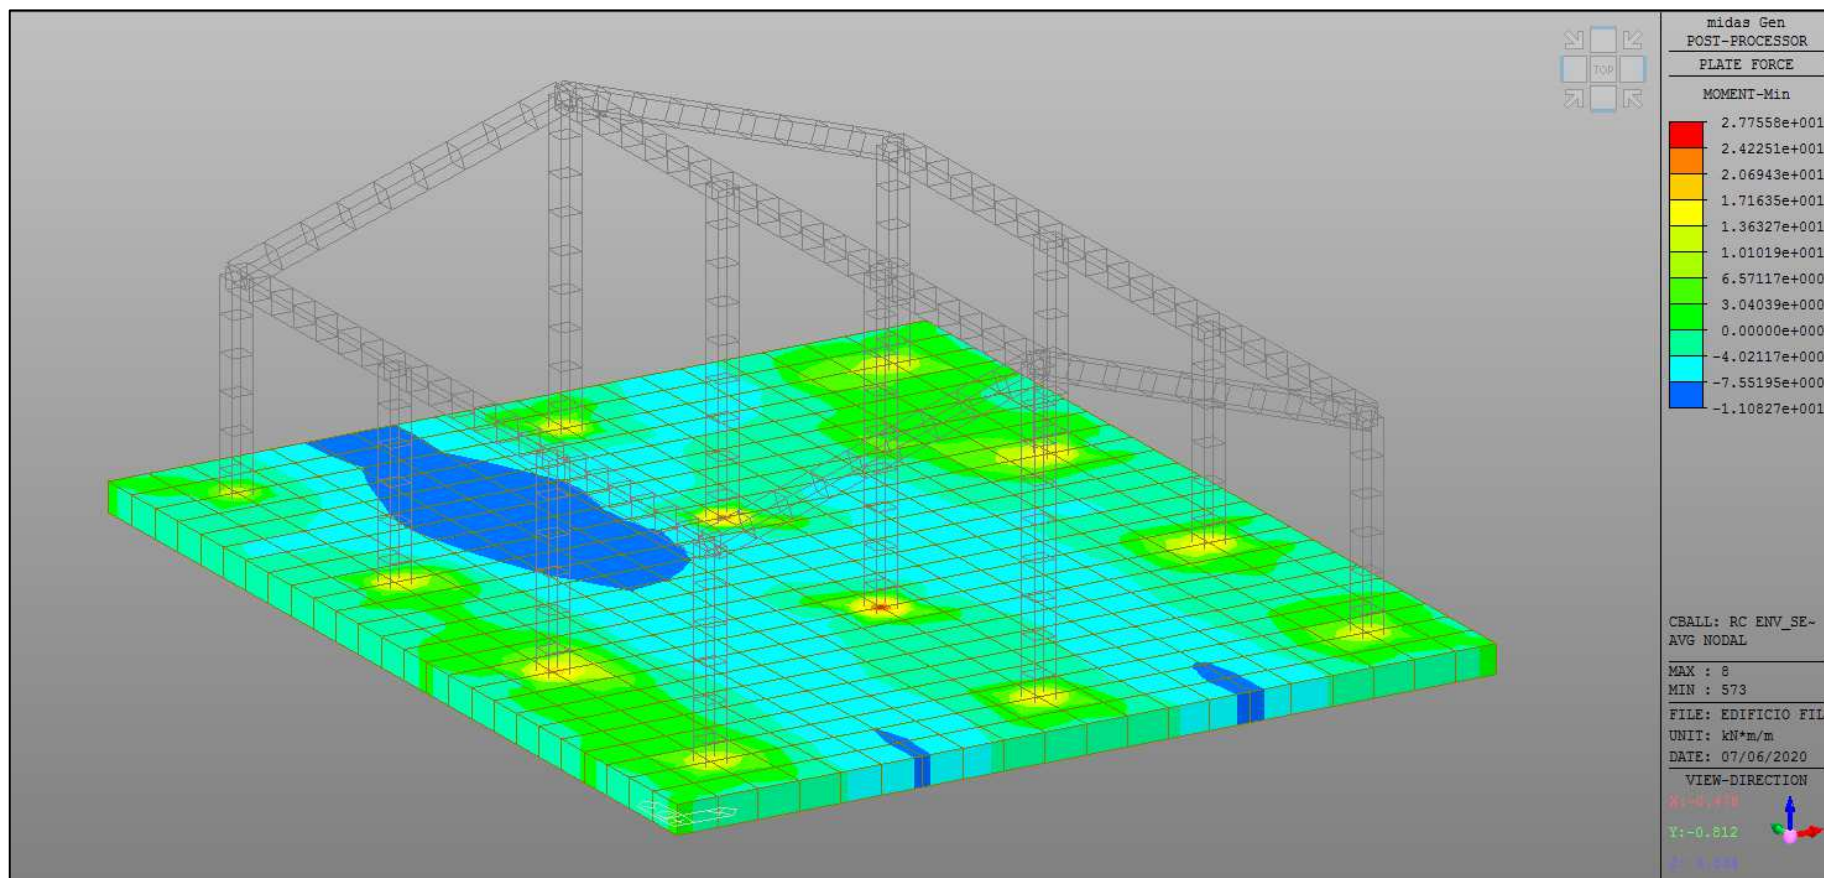 TOP
midas Gen
POST-PROCESSOR
PLATE FORCE
MOMENT-Min
2.77558e+001
2.42251e+001
2.06943e+001
1.71635e+001
1.36327e+001
1.01019e+001
6.57117e+000
3.04039e+000
0.00000e+000
-4.02117e+000
-7.55195e+000
-1.10827e+001
CBALL: RC ENV_SE~
AVG NODAL
MAX : 8
MIN : 573
FILE: EDIFICIO FIL
UNIT: kN*m/m
DATE: 07/06/2020
VIEW-DIRECTION
X:-0.478
Y:-0.812